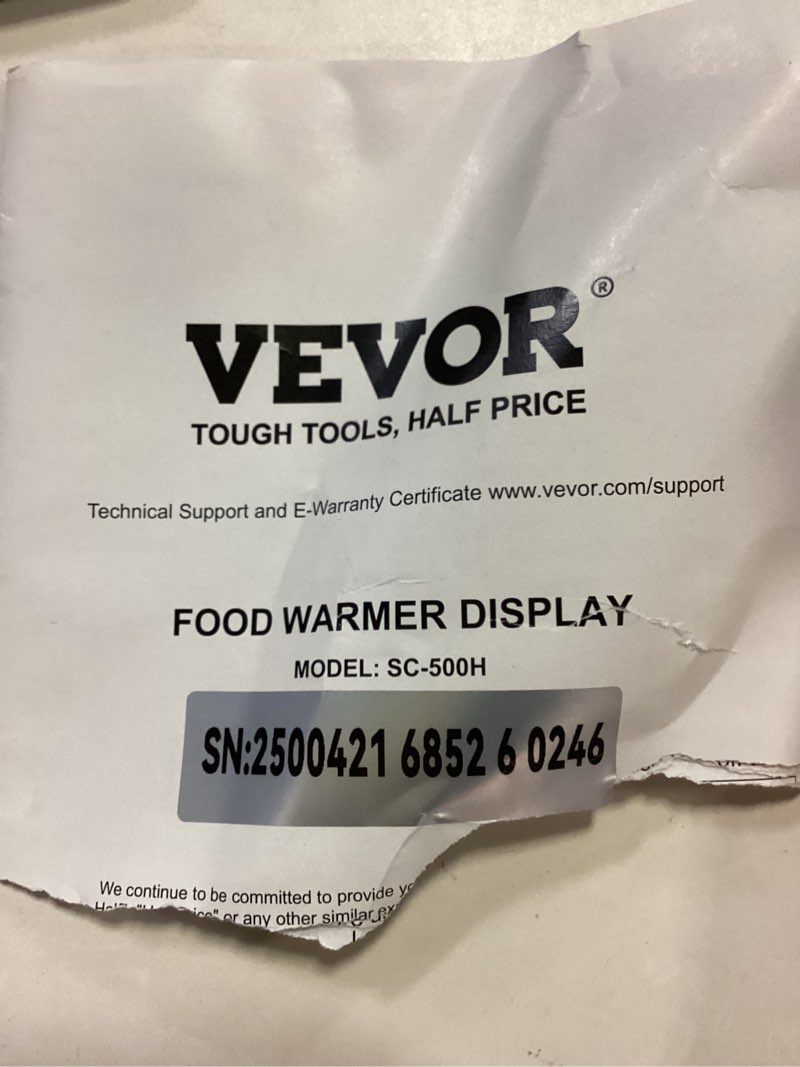 VEVOR®
TOUGH TOOLS, HALF PRICE
Technical Support and E-Warranty Certificate www.vevor.com/support
FOOD WARMER DISPLAY
MODEL: SC-500H
SN:2500421 6852 6 0246
We continue to be committed to provide
or any other similar